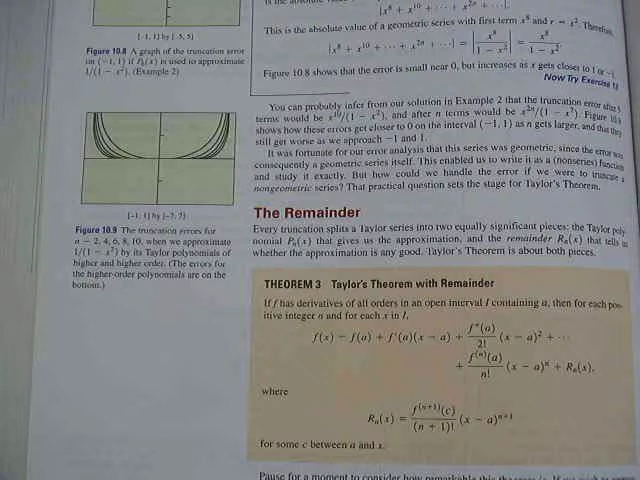 |x⁸ + x¹⁰ + ··· + x²ⁿ + ···|.
This is the absolute value of a geometric series with first term x⁸ and r = x². Therefore,
|x⁸ + x¹⁰ + ··· + x²ⁿ + ···| = |x⁸/(1 − x²)| = x⁸/(1 − x²).
Figure 10.8 shows that the error is small near 0, but increases as x gets closes to 1 or −1.
Now Try Exercise
[-1, 1] by [-5, 5]
Figure 10.8 A graph of the truncation error
on (−1, 1) if P₆(x) is used to approximate
1/(1 − x²). (Example 2)
You can probably infer from our solution in Example 2 that the truncation error after 5
terms would be x¹⁰/(1 − x²), and after n terms would be x²ⁿ/(1 − x²). Figure 10.9
shows how these errors get closer to 0 on the interval (−1, 1) as n gets larger, and that they
still get worse as we approach −1 and 1.
It was fortunate for our error analysis that this series was geometric, since the error was
consequently a geometric series itself. This enabled us to write it as a (nonseries) function
and study it exactly. But how could we handle the error if we were to truncate a
nongeometric series? That practical question sets the stage for Taylor's Theorem.
[-1, 1] by [-7, 7]
Figure 10.9 The truncation errors for
n = 2, 4, 6, 8, 10, when we approximate
1/(1 − x²) by its Taylor polynomials of
higher and higher order. (The errors for
the higher-order polynomials are on the
bottom.)
The Remainder
Every truncation splits a Taylor series into two equally significant pieces: the Taylor poly-
nomial Pₙ(x) that gives us the approximation, and the remainder Rₙ(x) that tells us
whether the approximation is any good. Taylor's Theorem is about both pieces.
THEOREM 3 Taylor's Theorem with Remainder
If f has derivatives of all orders in an open interval I containing a, then for each pos-
itive integer n and for each x in I,
f(x) = f(a) + f′(a)(x − a) + f″(a)/2! (x − a)² + ···
+ f⁽ⁿ⁾(a)/n! (x − a)ⁿ + Rₙ(x),
where
Rₙ(x) = f⁽ⁿ⁺¹⁾(c)/(n + 1)! (x − a)ⁿ⁺¹
for some c between a and x.
Pause for a moment to consider how remarkable this theorem is.